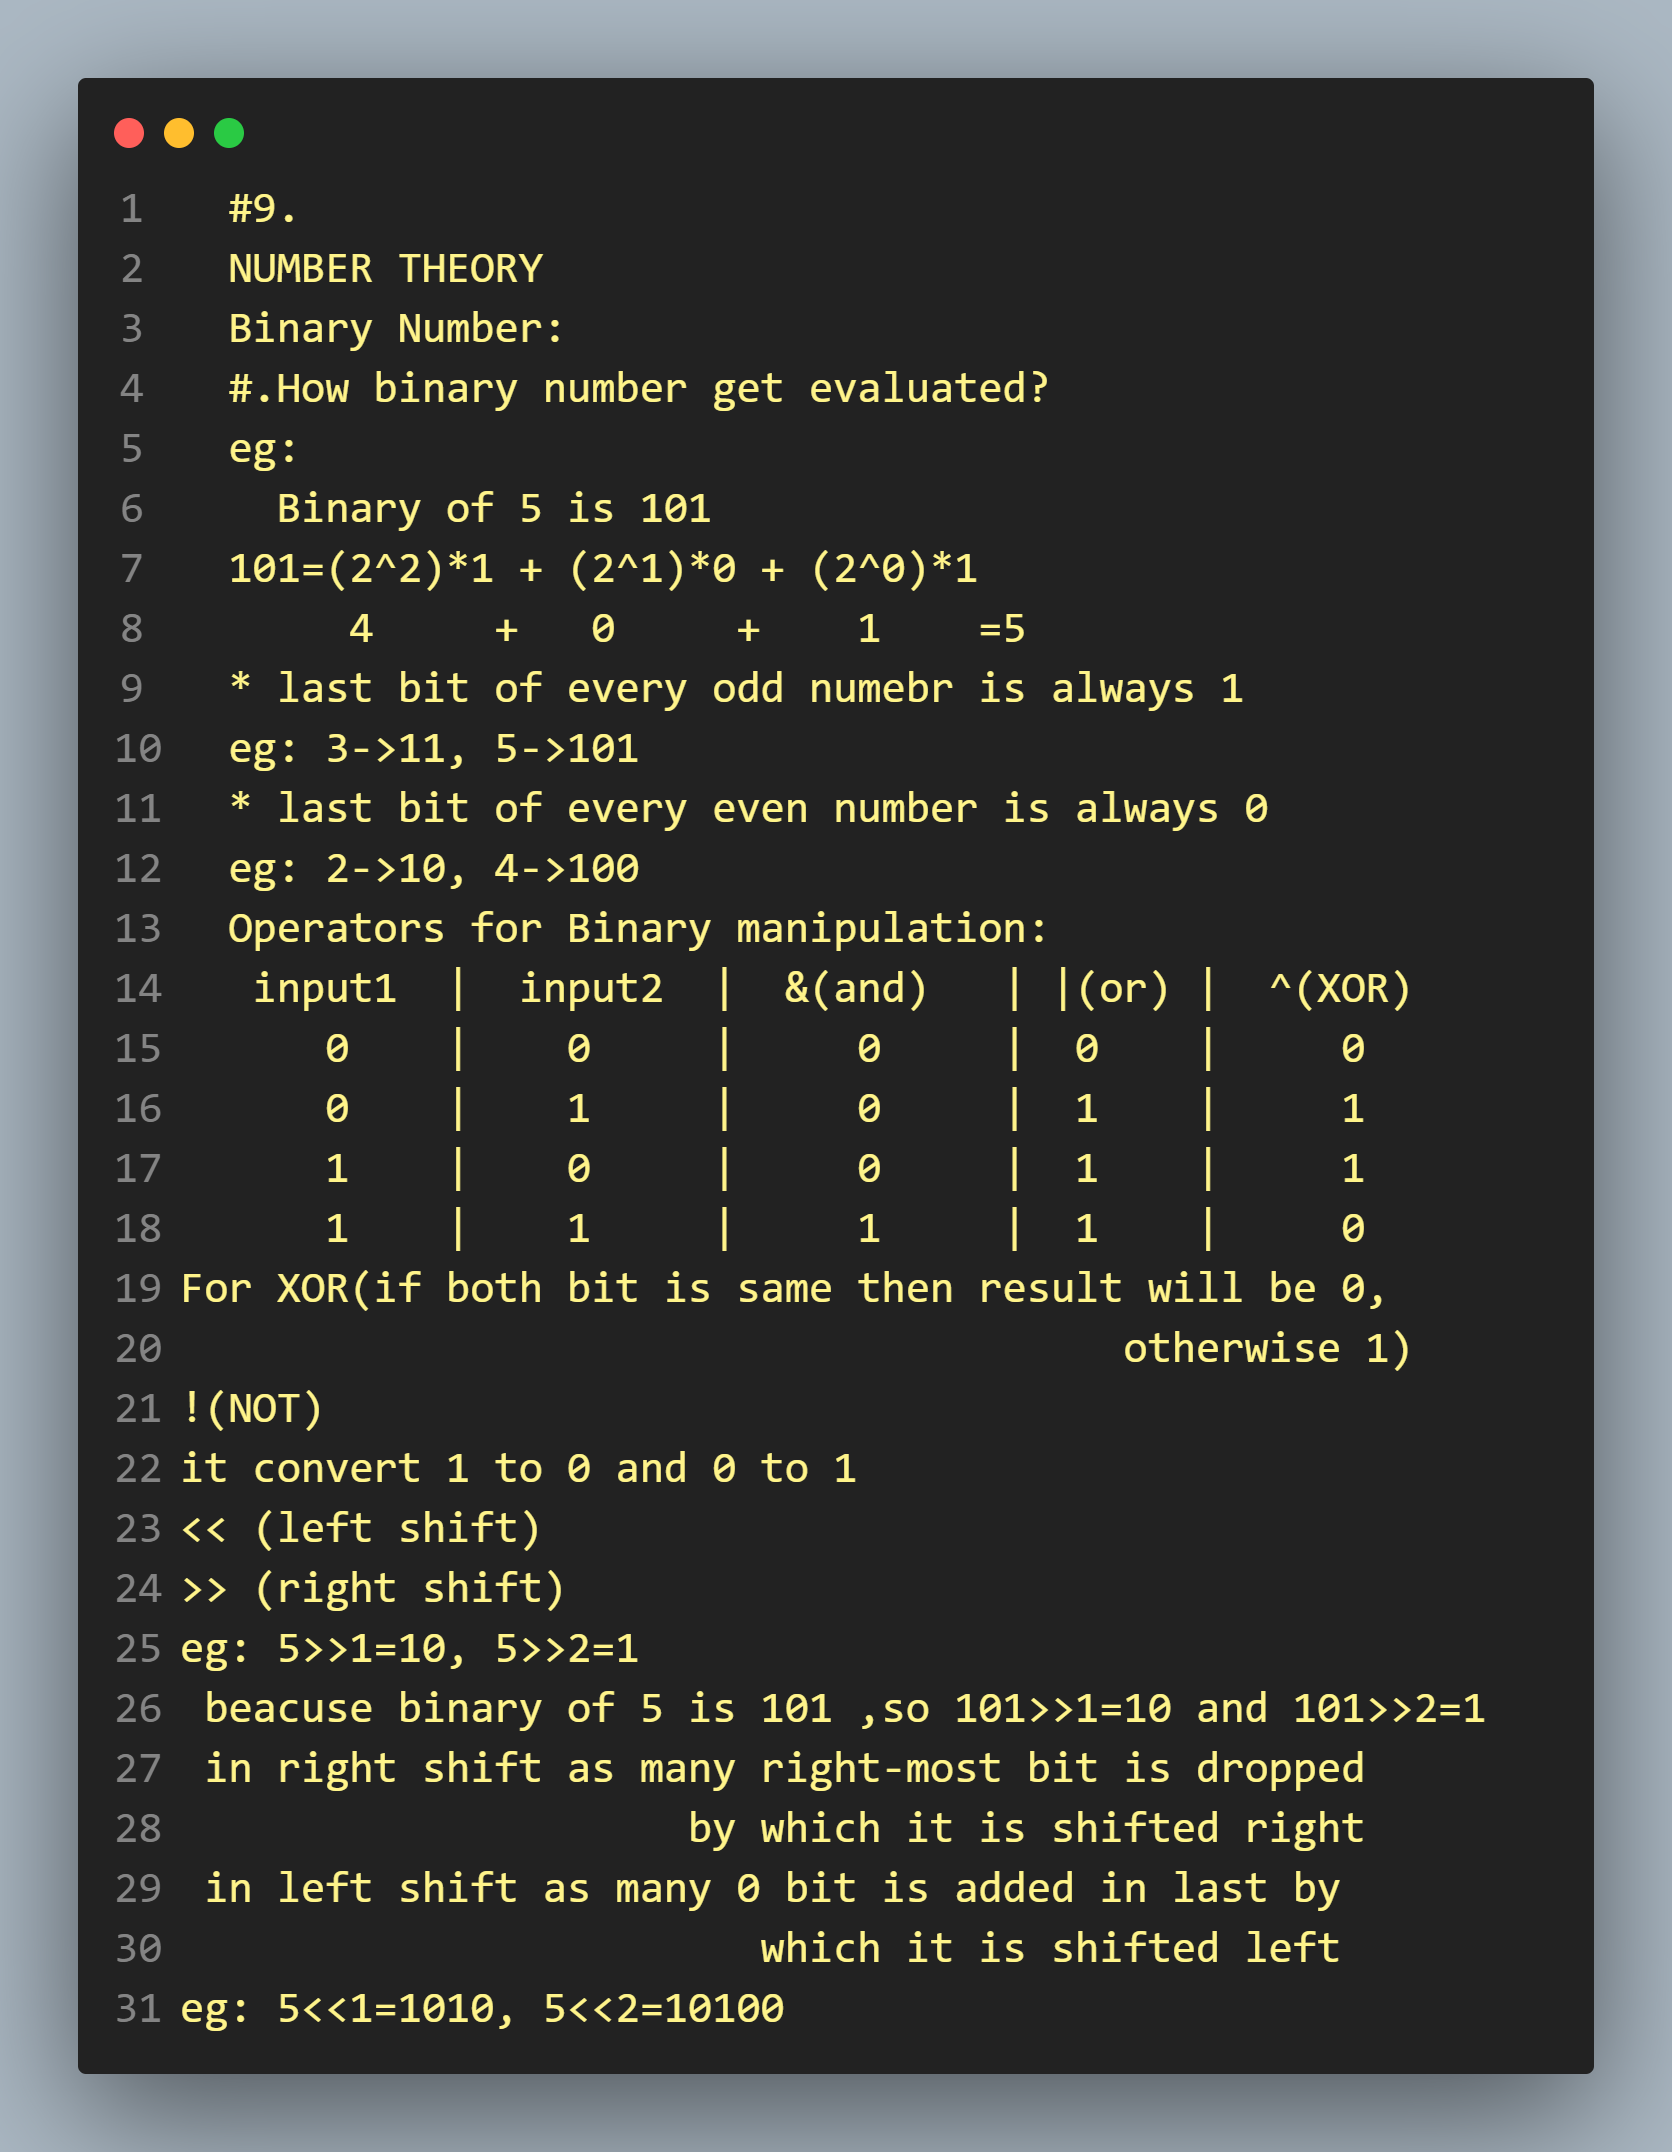 1 #9.
2 NUMBER THEORY
3 Binary Number:
4 #.How binary number get evaluated?
5 eg:
6 Binary of 5 is 101
7 101=(2^2)*1 + (2^1)*0 + (2^0)*1
8 4 + 0 + 1 =5
9 * last bit of every odd numebr is always 1
10 eg: 3->11, 5->101
11 * last bit of every even number is always 0
12 eg: 2->10, 4->100
13 Operators for Binary manipulation:
14 input1 | input2 | &(and) | |(or) | ^(XOR)
15 0 | 0 | 0 | 0 | 0
16 0 | 1 | 0 | 1 | 1
17 1 | 0 | 0 | 1 | 1
18 1 | 1 | 1 | 1 | 0
19 For XOR(if both bit is same then result will be 0,
20 otherwise 1)
21 !(NOT)
22 it convert 1 to 0 and 0 to 1
23 << (left shift)
24 >> (right shift)
25 eg: 5>>1=10, 5>>2=1
26 beacuse binary of 5 is 101 ,so 101>>1=10 and 101>>2=1
27 in right shift as many right-most bit is dropped
28 by which it is shifted right
29 in left shift as many 0 bit is added in last by
30 which it is shifted left
31 eg: 5<<1=1010, 5<<2=10100